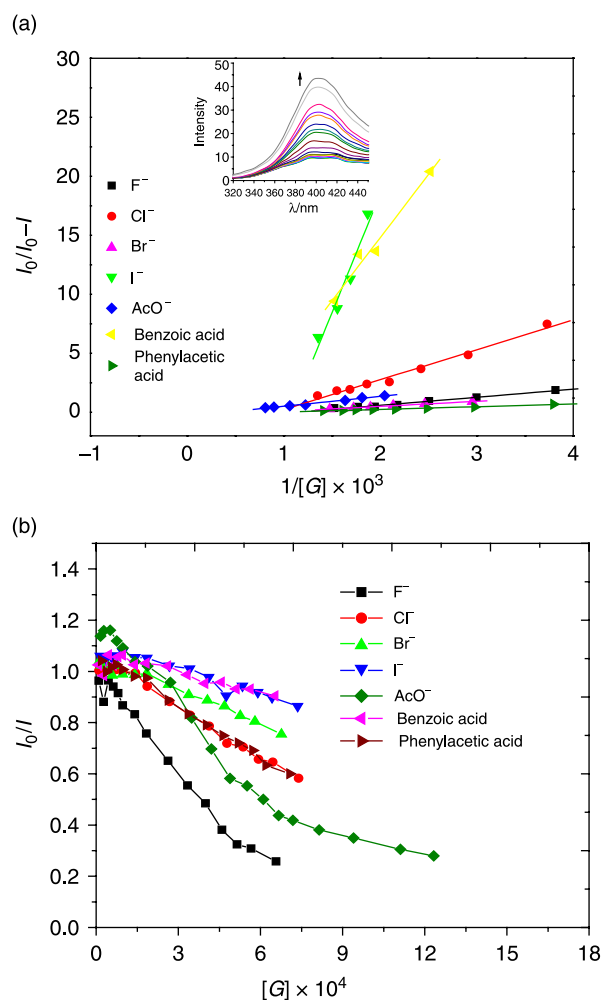 (a)
30
25
20
15
10
5
0
I₀/I₀–I
F⁻
Cl⁻
Br⁻
I⁻
AcO⁻
Benzoic acid
Phenylacetic
acid
50
40
30
20
10
0
Intensity
320 340 360 380 400 420 440
λ/nm
−1 0 1 2 3 4
1/[G] × 10³
(b)
1.4
1.2
1.0
0.8
0.6
0.4
0.2
0.0
I₀/I
F⁻
Cl⁻
Br⁻
I⁻
AcO⁻
Benzoic acid
Phenylacetic acid
0 3 6 9 12 15 18
[G] × 10⁴